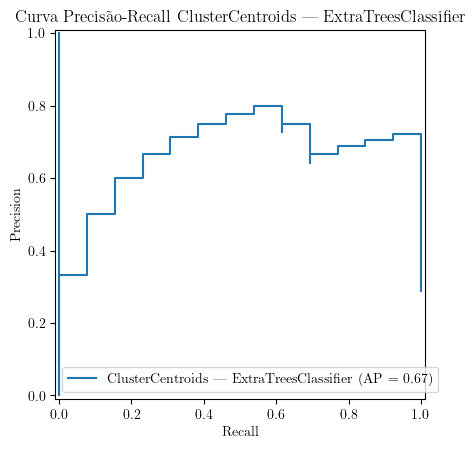 Curva Precisão-Recall ClusterCentroids — ExtraTreesClassifier
1.0
0.8
0.6
0.4
0.2
0.0
Precision
ClusterCentroids — ExtraTreesClassifier (AP = 0.67)
0.0 0.2 0.4 0.6 0.8 1.0
Recall